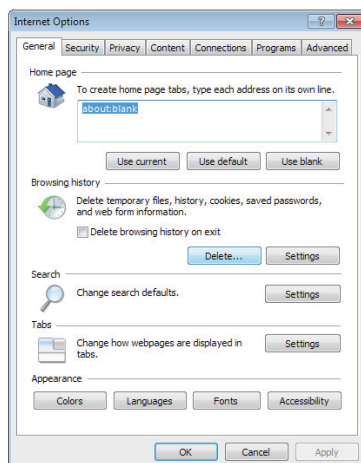 Internet Options
General Security Privacy Content Connections Programs Advanced
Home page
To create home page tabs, type each address on its own line.
about:blank
Use current Use default Use blank
Browsing history
Delete temporary files, history, cookies, saved passwords,
and web form information.
Delete browsing history on exit
Delete... Settings
Search
Change search defaults. Settings
Tabs
Change how webpages are displayed in Settings
tabs.
Appearance
Colors Languages Fonts Accessibility
OK Cancel Apply